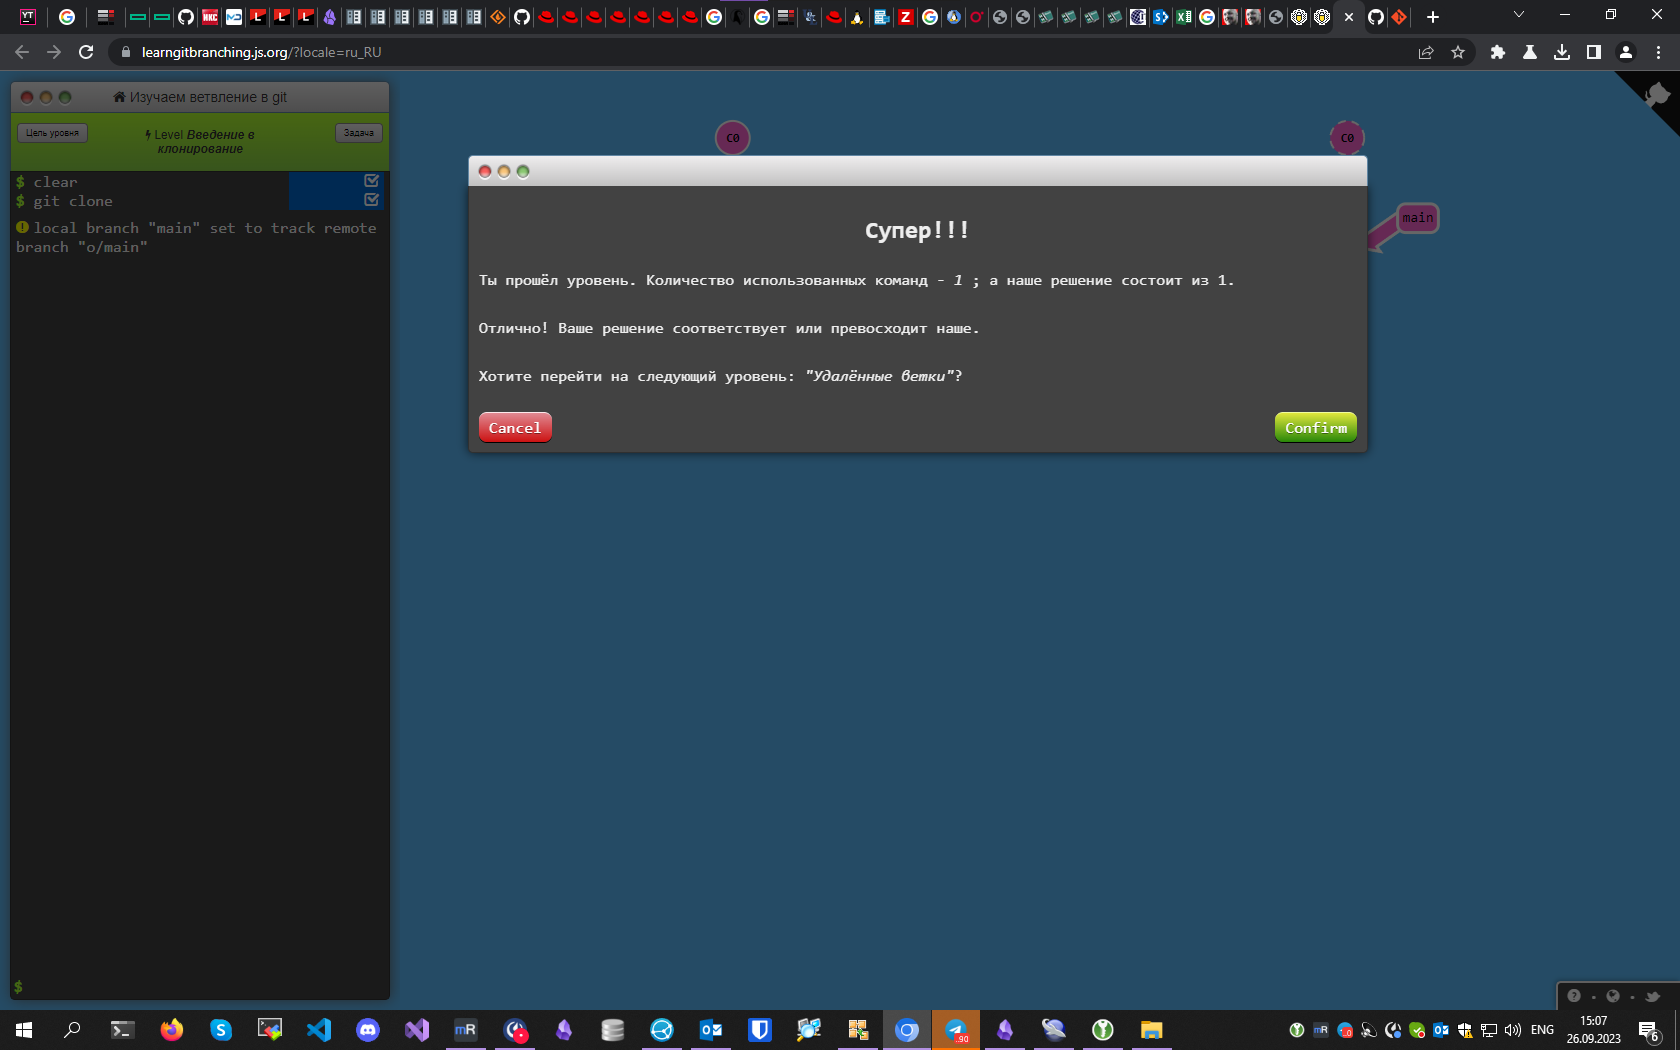 learngitbranching.js.org/?locale=ru_RU
Изучаем ветвление в git
Цель уровня
Level Введение в
клонирование
Задача
$ clear
$ git clone
local branch "main" set to track remote
branch "o/main"
$
C0
C0
main
Супер!!!
Ты прошёл уровень. Количество использованных команд - 1 ; а наше решение состоит из 1.
Отлично! Ваше решение соответствует или превосходит наше.
Хотите перейти на следующий уровень: "Удалённые ветки"?
Cancel
Confirm
ENG
15:07
26.09.2023
6